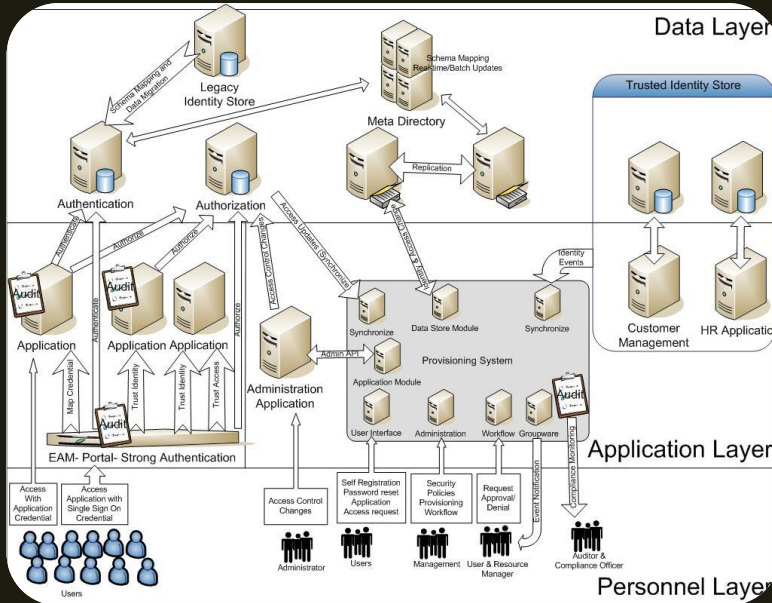 Data Layer
Schema Mapping and
Data Migration
Legacy
Identity Store
Schema Mapping
Realtime/Batch Updates
Meta Directory
Trusted Identity Store
Replication
Authentication
Authorization
Authenticate
Authorize
Authorize
Access Control Changes
Access Updates (Synchronize)
Identity & Access Change
Identity
Events
Audit
Audit
Application
Application
Application
Authenticate
Authorize
Map Credential
Trust Identity
Trust Identity
Trust Access
Administration
Application
Admin API
Synchronize
Data Store Module
Synchronize
Provisioning System
Application Module
User Interface
Administration
Workflow
Groupware
Audit
Customer
Management
HR Application
Audit
EAM- Portal- Strong Authentication
Application Layer
Access
With
Application
Credential
Access
Application with
Single Sign On
Credential
Access Control
Changes
Self Registration
Password reset
Application
Access request
Security
Policies
Provisioning
Workflow
Request
Approval/
Denial
Event Notification
Compliance Monitoring
Users
Administrator
Users
Management
User & Resource
Manager
Auditor &
Compliance Officer
Personnel Layer